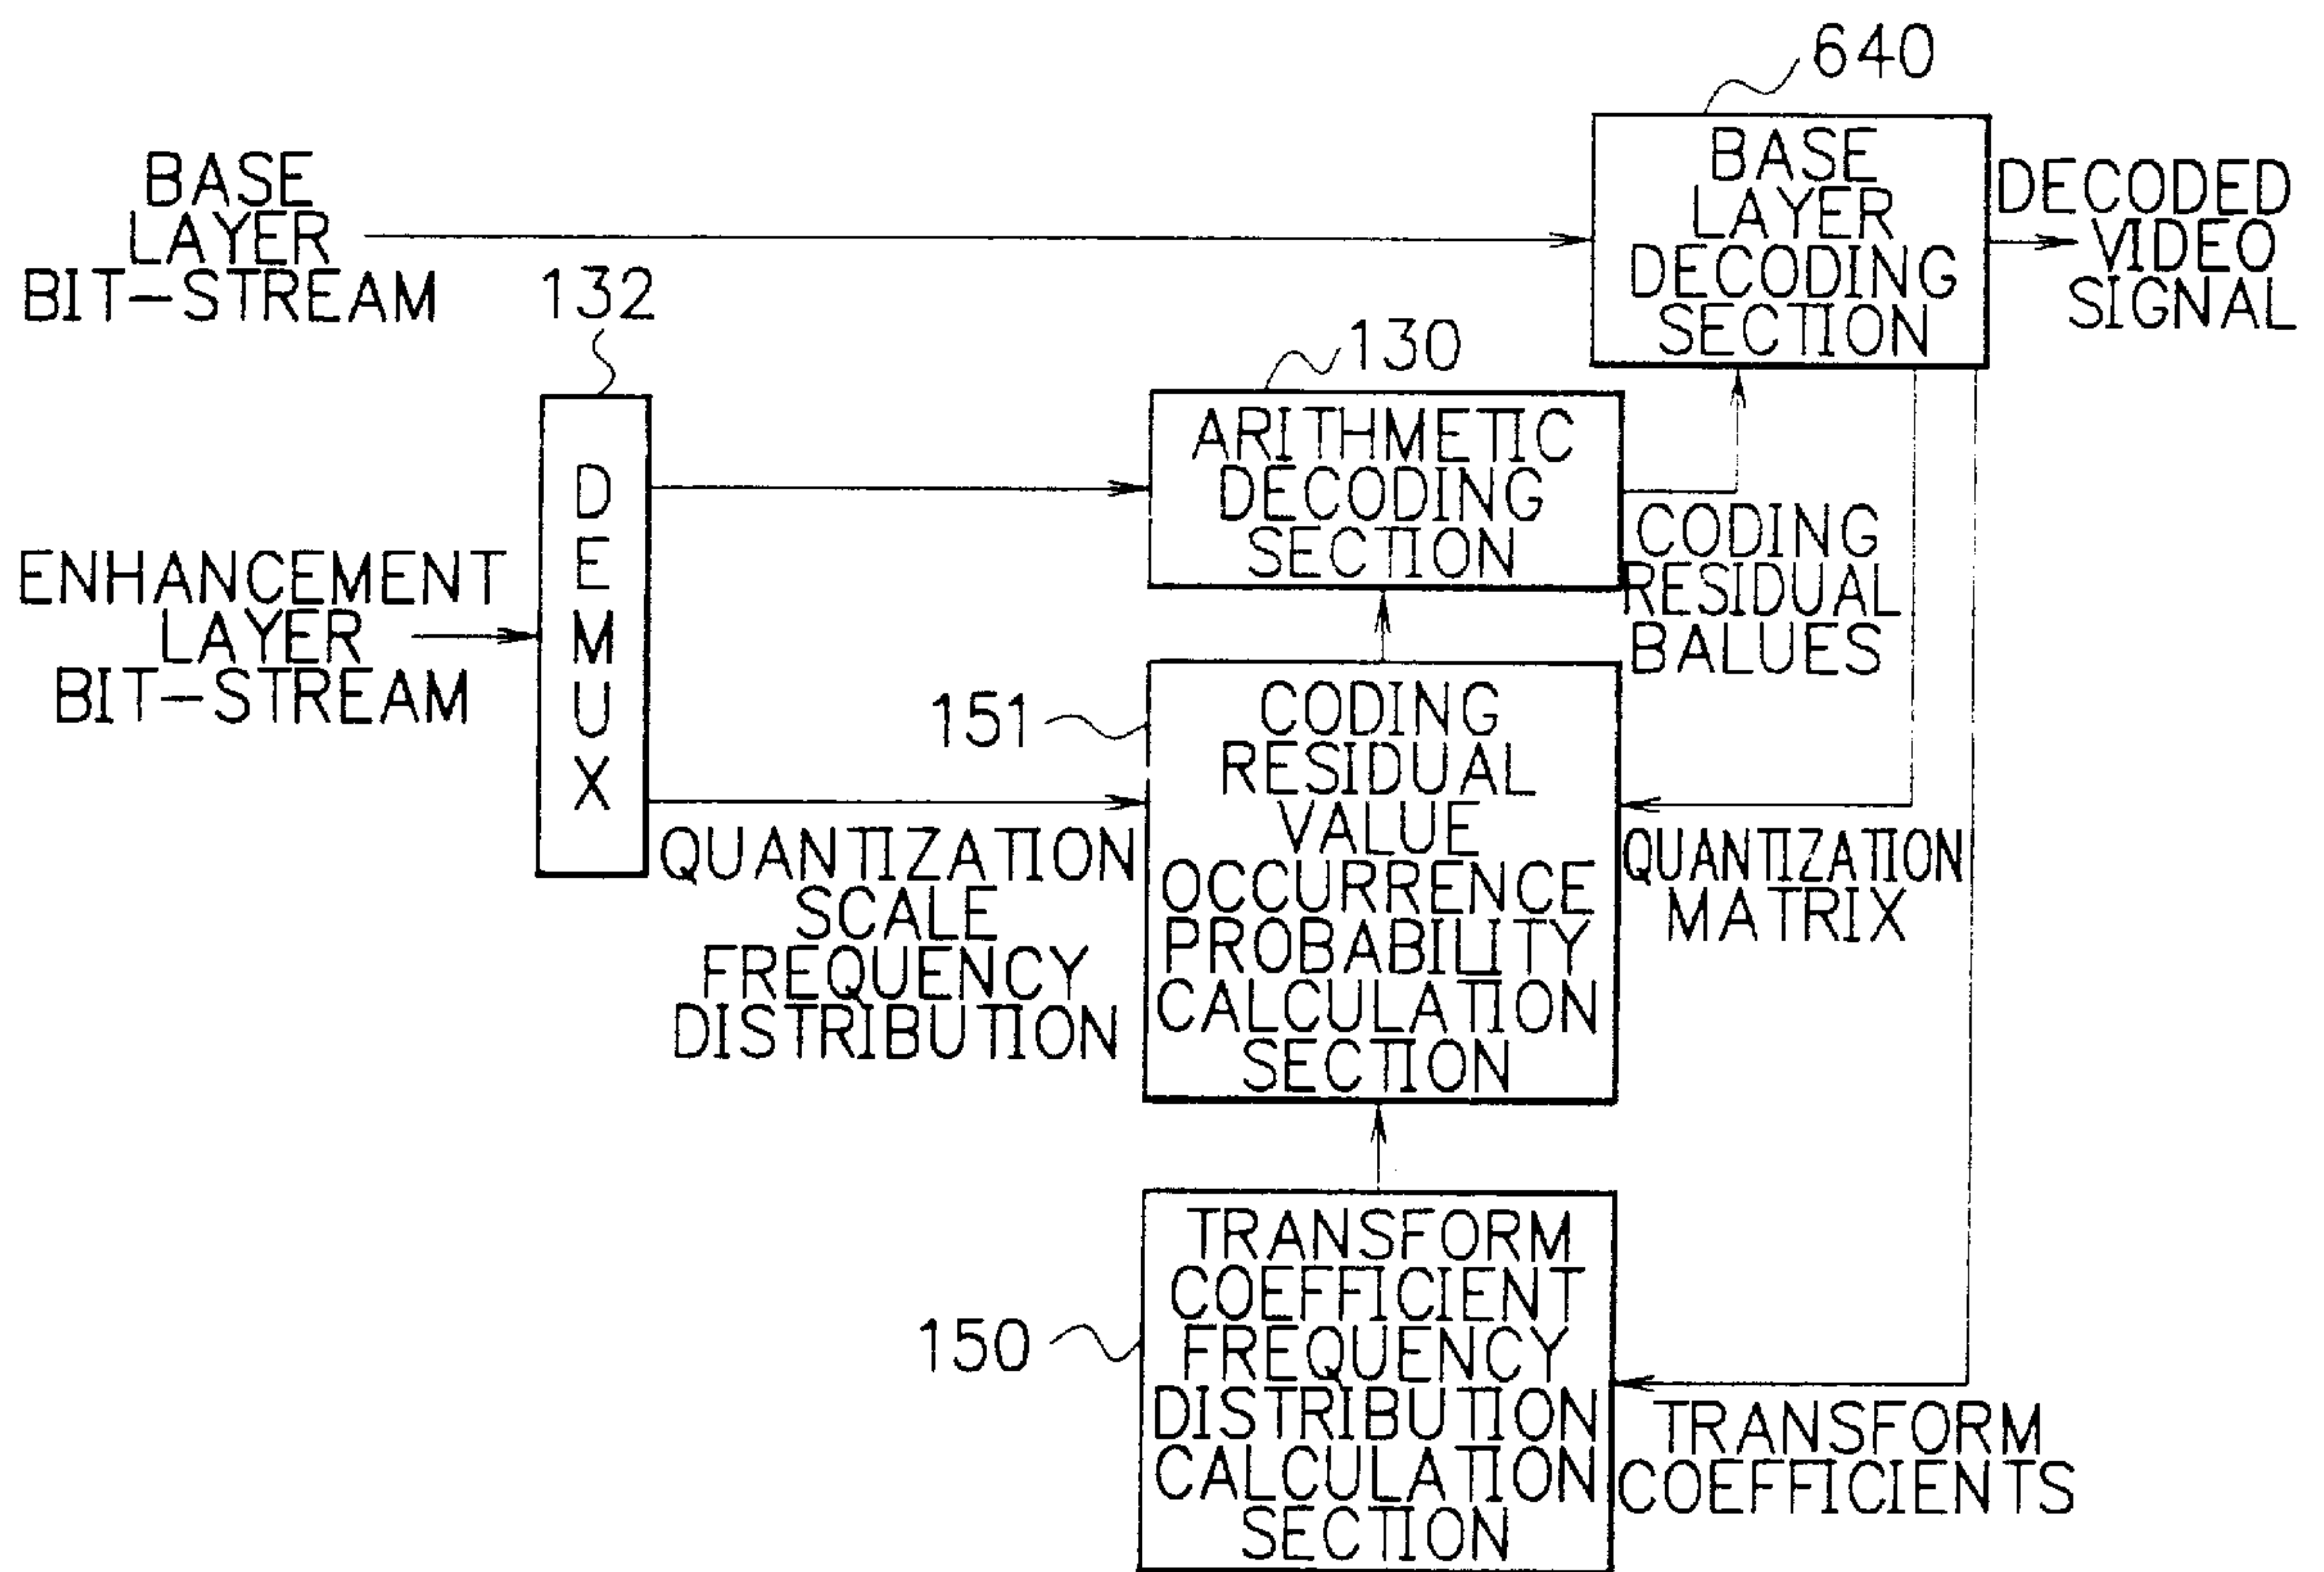 640
BASE
LAYER
BIT-STREAM
BASE
LAYER
DECODING
SECTION
DECODED
VIDEO
SIGNAL
132
130
DEMUX
ARITHMETIC
DECODING
SECTION
CODING
RESIDUAL
BALUES
ENHANCEMENT
LAYER
BIT-STREAM
151
CODING
RESIDUAL
VALUE
OCCURRENCE
PROBABILITY
CALCULATION
SECTION
QUANTIZATION
SCALE
FREQUENCY
DISTRIBUTION
QUANTIZATION
MATRIX
150
TRANSFORM
COEFFICIENT
FREQUENCY
DISTRIBUTION
CALCULATION
SECTION
TRANSFORM
COEFFICIENTS